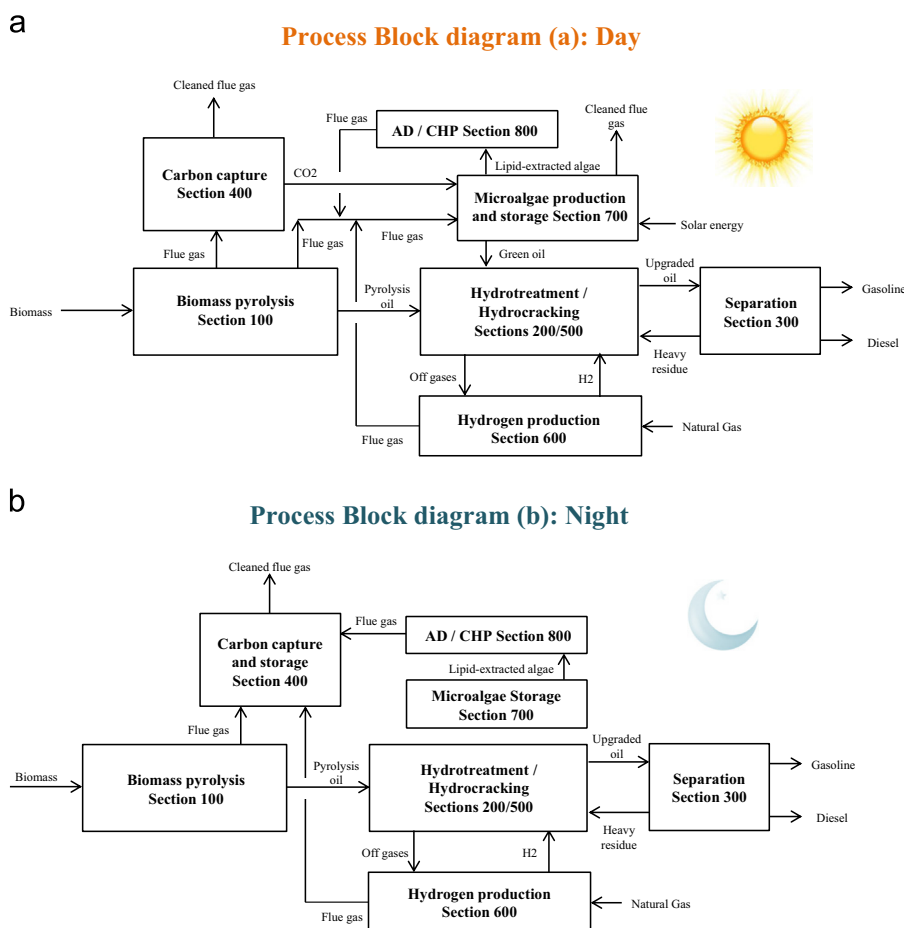 a
Process Block diagram (a): Day
Cleaned flue gas
Cleaned flue
gas
Flue gas
AD / CHP Section 800
Lipid-extracted algae
Carbon capture
Section 400
CO2
Microalgae production
and storage Section 700
Solar energy
Flue gas
Flue gas
Flue gas
Green oil
Biomass
Biomass pyrolysis
Section 100
Pyrolysis
oil
Hydrotreatment /
Hydrocracking
Sections 200/500
Upgraded
oil
Heavy
residue
Separation
Section 300
Gasoline
Diesel
Off gases
H2
Flue gas
Hydrogen production
Section 600
Natural Gas
b
Process Block diagram (b): Night
Cleaned flue gas
Carbon capture
and storage
Section 400
Flue gas
AD / CHP Section 800
Lipid-extracted algae
Microalgae Storage
Section 700
Flue gas
Biomass
Biomass pyrolysis
Section 100
Pyrolysis
oil
Hydrotreatment /
Hydrocracking
Sections 200/500
Upgraded
oil
Heavy
residue
Separation
Section 300
Gasoline
Diesel
Off gases
H2
Flue gas
Hydrogen production
Section 600
Natural Gas